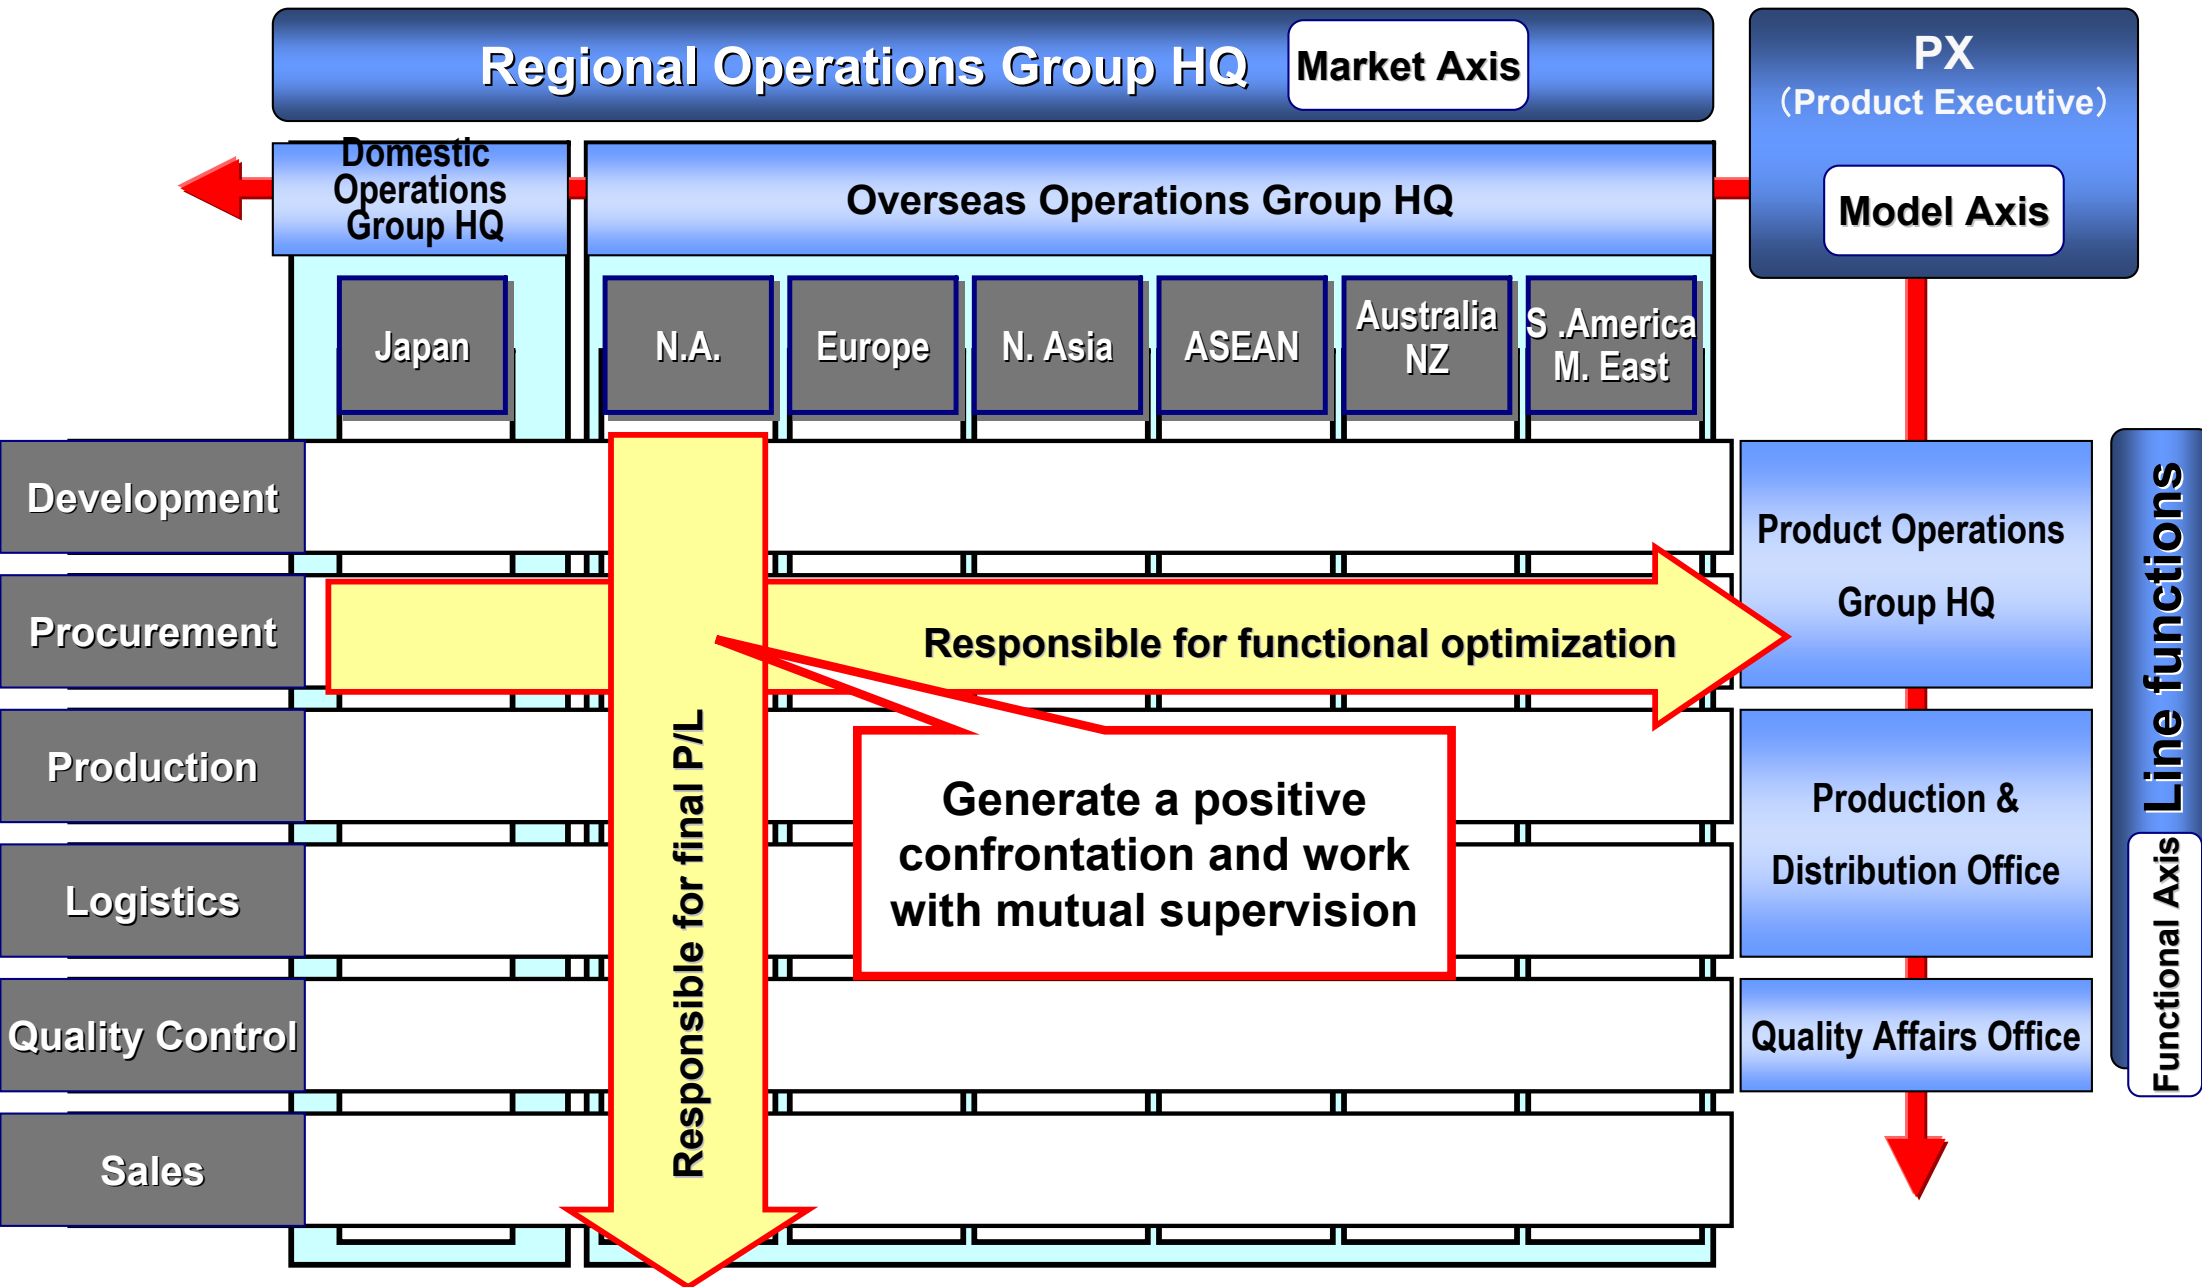 Regional Operations Group HQ
Market Axis
PX
（Product Executive）
Model Axis
Domestic
Operations
Group HQ
Overseas Operations Group HQ
Japan
N.A.
Europe
N. Asia
ASEAN
Australia
NZ
S .America
M. East
Development
Procurement
Production
Logistics
Quality Control
Sales
Responsible for functional optimization
Responsible for final P/L
Generate a positive
confrontation and work
with mutual supervision
Product Operations
Group HQ
Production &
Distribution Office
Quality Affairs Office
Line functions
Functional Axis